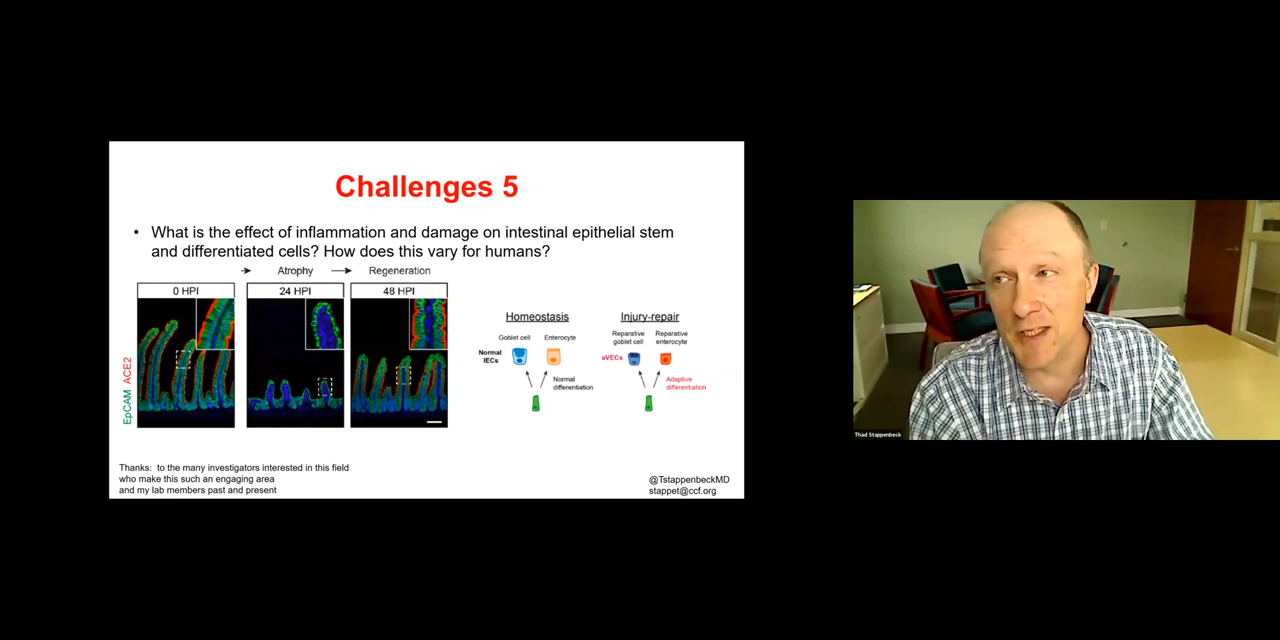 Challenges 5
• What is the effect of inflammation and damage on intestinal epithelial stem
and differentiated cells? How does this vary for humans?
Atrophy
Regeneration
0 HPI
24 HPI
48 HPI
EpCAM ACE2
Homeostasis
Goblet cell
Enterocyte
Normal
IECs
Normal
differentiation
Injury-repair
Reparative
goblet cell
Reparative
enterocyte
aVECs
Adaptive
differentiation
Thanks: to the many investigators interested in this field
who make this such an engaging area
and my lab members past and present
@TstappenbeckMD
stappet@ccf.org
Thad Stappenbeck